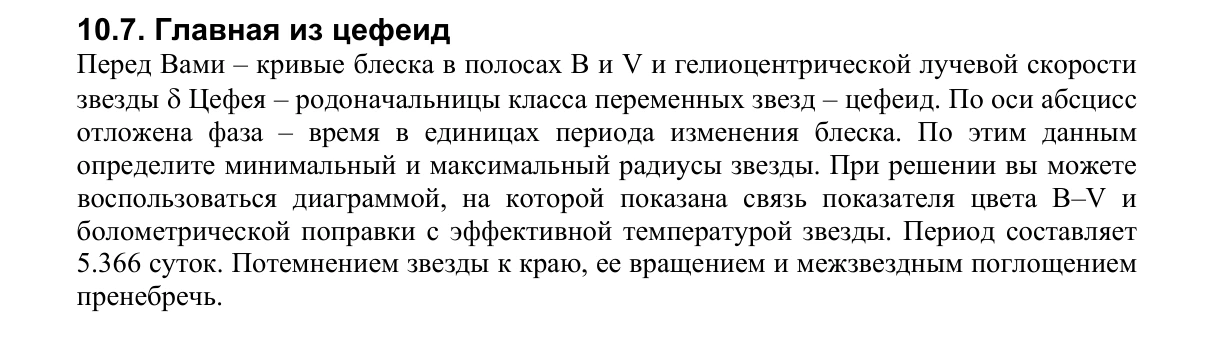 10.7. Главная из цефеид
Перед Вами – кривые блеска в полосах B и V и гелиоцентрической лучевой скорости
звезды δ Цефея – родоначальницы класса переменных звезд – цефеид. По оси абсцисс
отложена фаза – время в единицах периода изменения блеска. По этим данным
определите минимальный и максимальный радиусы звезды. При решении вы можете
воспользоваться диаграммой, на которой показана связь показателя цвета B–V и
болометрической поправки с эффективной температурой звезды. Период составляет
5.366 суток. Потемнением звезды к краю, ее вращением и межзвездным поглощением
пренебречь.